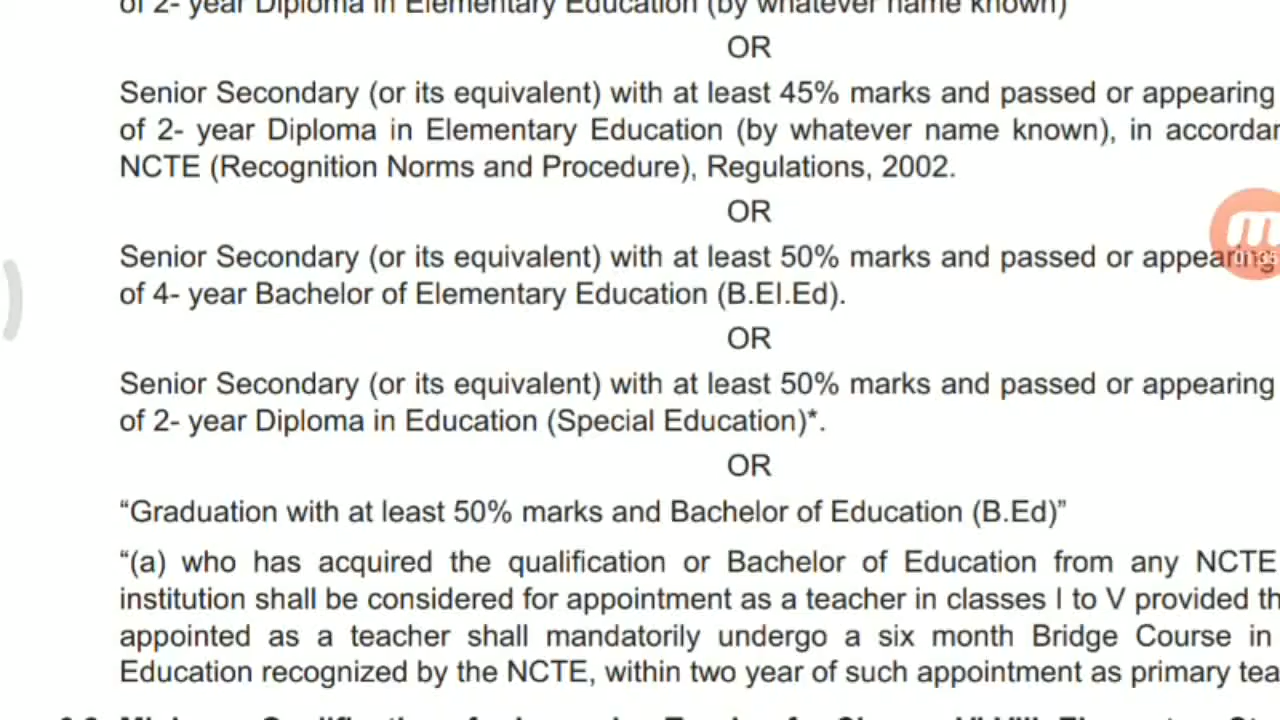 of 2- year Diploma in Elementary Education (by whatever name known)
OR
Senior Secondary (or its equivalent) with at least 45% marks and passed or appearing
of 2- year Diploma in Elementary Education (by whatever name known), in
NCTE (Recognition Norms and Procedure), Regulations, 2002.
OR
Senior Secondary (or its equivalent) with at least 50% marks and passed or appearing
of 4- year Bachelor of Elementary Education (B.El.Ed).
OR
Senior Secondary (or its equivalent) with at least 50% marks and passed or appearing
of 2- year Diploma in Education (Special Education)*.
OR
“Graduation with at least 50% marks and Bachelor of Education (B.Ed)”
“(a) who has acquired the qualification or Bachelor of Education from any NCTE
institution shall be considered for appointment as a teacher in classes I to V provided
appointed as a teacher shall mandatorily undergo a six month Bridge Course in
Education recognized by the NCTE, within two year of such appointment as primary